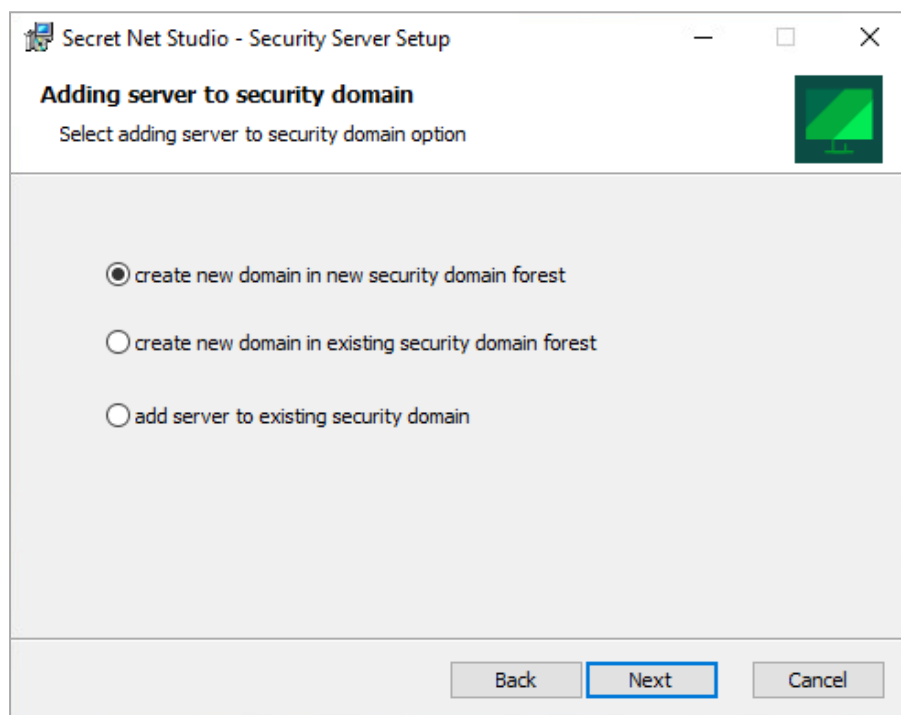 Secret Net Studio - Security Server Setup
Adding server to security domain
Select adding server to security domain option
create new domain in new security domain forest
create new domain in existing security domain forest
add server to existing security domain
Back Next Cancel